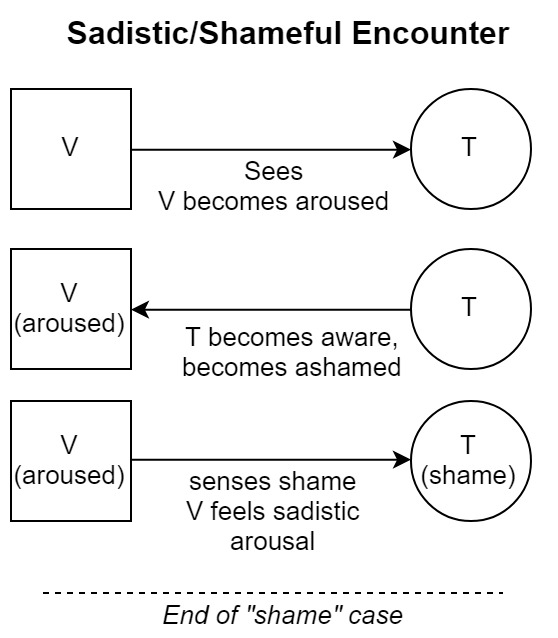 Sadistic/Shameful Encounter
V
T
Sees
V becomes aroused
V
(aroused)
T
T becomes aware,
becomes ashamed
V
(aroused)
T
(shame)
senses shame
V feels sadistic
arousal
End of "shame" case